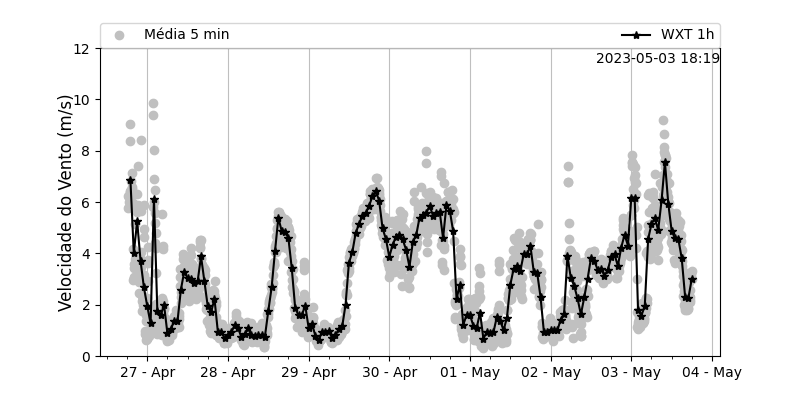 Média 5 min
WXT 1h
2023-05-03 18:19
Velocidade do Vento (m/s)
12
10
8
6
4
2
0
27 - Apr
28 - Apr
29 - Apr
30 - Apr
01 - May
02 - May
03 - May
04 - May